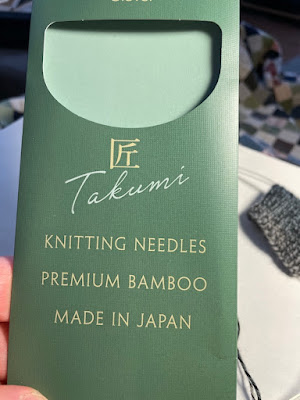 匠
Takumi
KNITTING NEEDLES
PREMIUM BAMBOO
MADE IN JAPAN